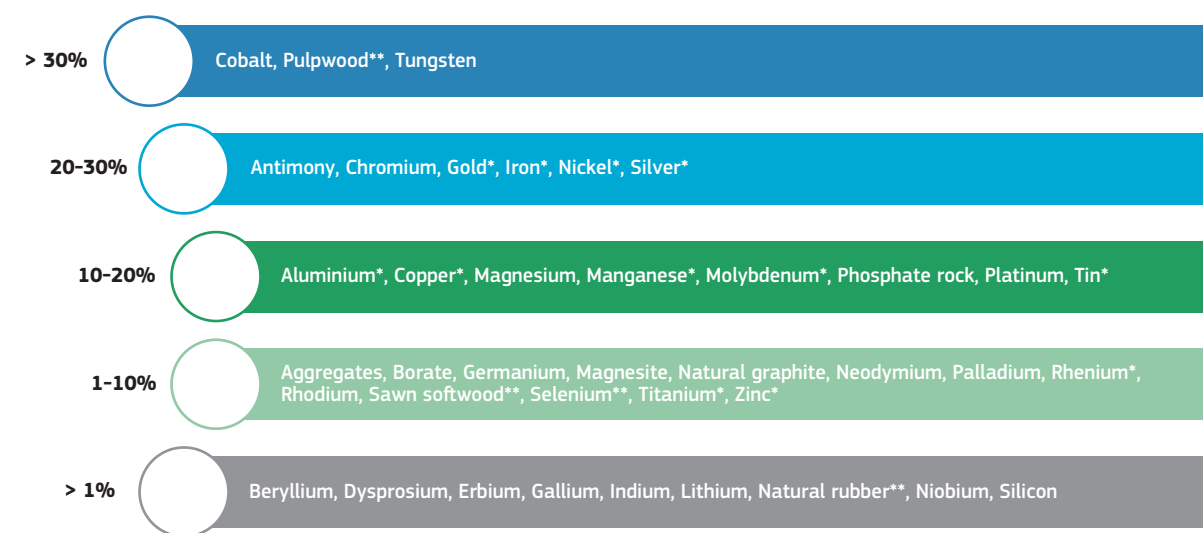 > 30%
Cobalt, Pulpwood**, Tungsten
20-30%
Antimony, Chromium, Gold*, Iron*, Nickel*, Silver*
10-20%
Aluminium*, Copper*, Magnesium, Manganese*, Molybdenum*, Phosphate rock, Platinum, Tin*
1-10%
Aggregates, Borate, Germanium, Magnesite, Natural graphite, Neodymium, Palladium, Rhenium*,
Rhodium, Sawn softwood**, Selenium**, Titanium*, Zinc*
> 1%
Beryllium, Dysprosium, Erbium, Gallium, Indium, Lithium, Natural rubber**, Niobium, Silicon